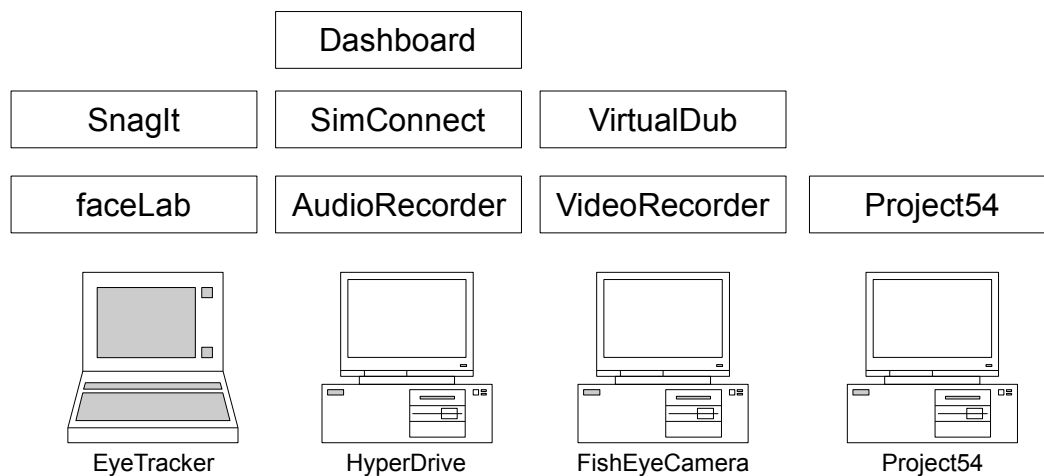 Dashboard
SnagIt SimConnect VirtualDub
faceLab AudioRecorder VideoRecorder Project54
EyeTracker HyperDrive FishEyeCamera Project54